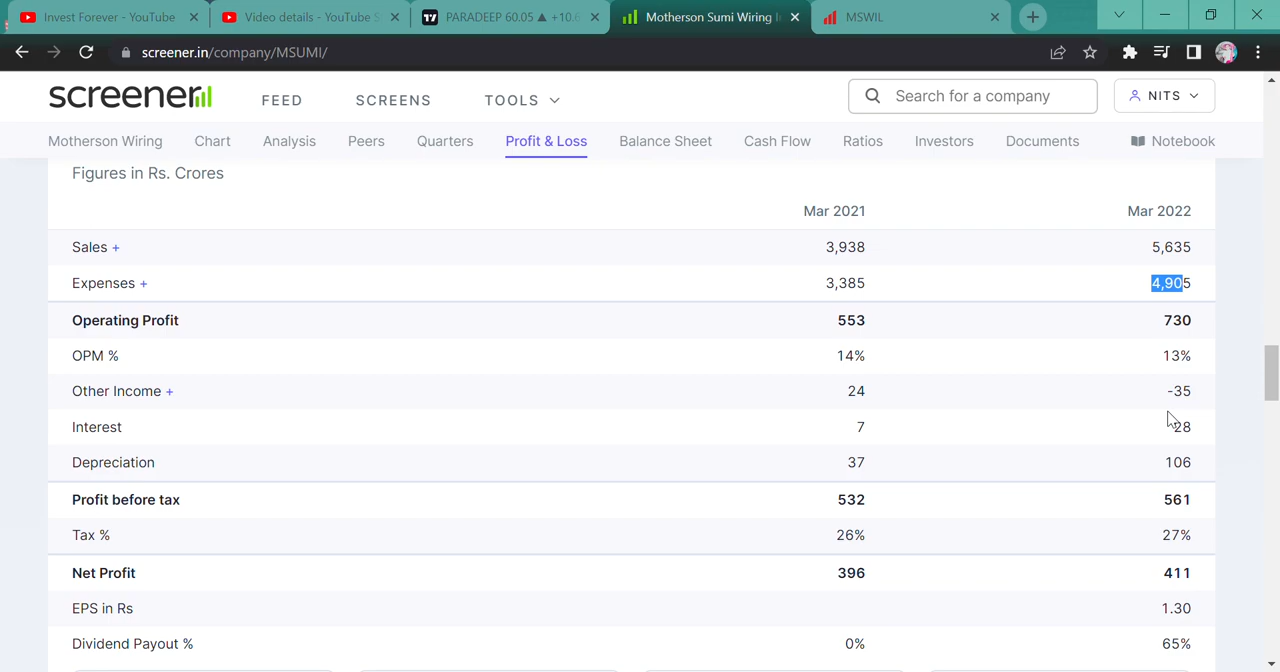 Invest Forever - YouTube
Video details - YouTube S
PARADEEP 60.05 ▲ +10.6
Motherson Sumi Wiring I
MSWIL
screener.in/company/MSUMI/
screener
FEED SCREENS TOOLS
Search for a company
NITS
Motherson Wiring Chart Analysis Peers Quarters Profit & Loss Balance Sheet Cash Flow Ratios Investors Documents Notebook
Figures in Rs. Crores
Mar 2021 Mar 2022
Sales + 3,938 5,635
Expenses + 3,385 4,905
Operating Profit 553 730
OPM % 14% 13%
Other Income + 24 -35
Interest 7 28
Depreciation 37 106
Profit before tax 532 561
Tax % 26% 27%
Net Profit 396 411
EPS in Rs 1.30
Dividend Payout % 0% 65%